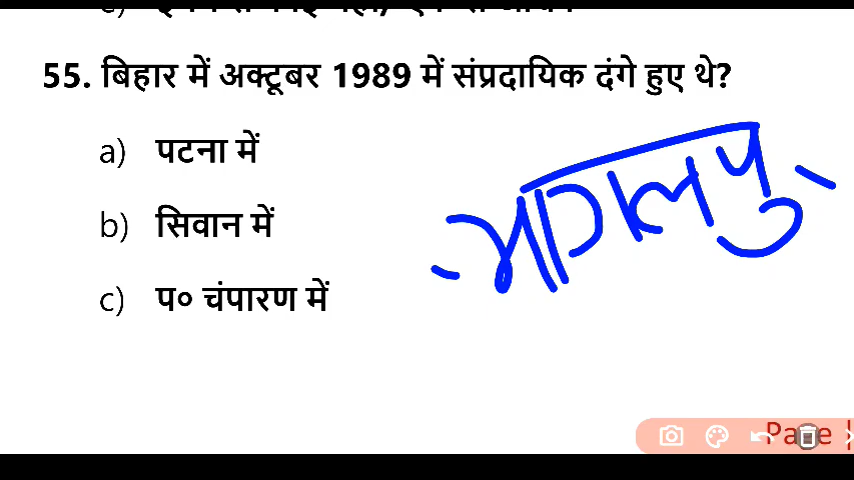 55. बिहार में अक्टूबर 1989 में संप्रदायिक दंगे हुए थे?
a) पटना में
b) सिवान में
c) प० चंपारण में
भागलपु